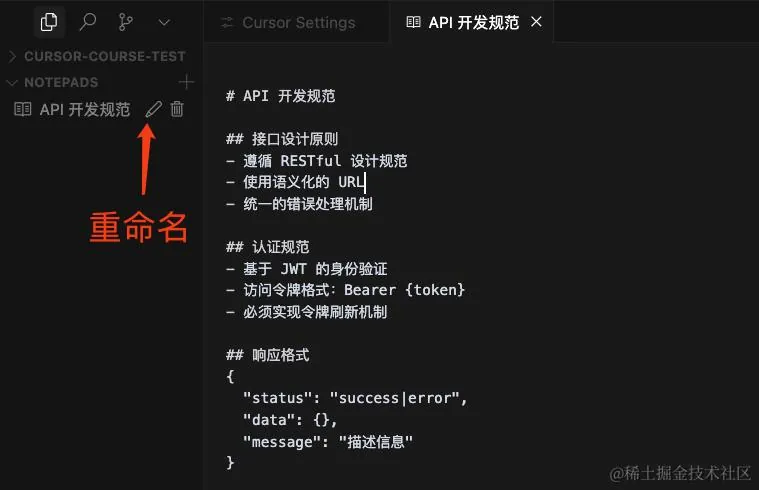 Cursor Settings
API 开发规范
CURSOR-COURSE-TEST
NOTEPADS
API 开发规范
重命名
# API 开发规范
## 接口设计原则
- 遵循 RESTful 设计规范
- 使用语义化的 URL
- 统一的错误处理机制
## 认证规范
- 基于 JWT 的身份验证
- 访问令牌格式: Bearer {token}
- 必须实现令牌刷新机制
## 响应格式
{
  "status": "success|error",
  "data": {},
  "message": "描述信息"
}
@稀土掘金技术社区